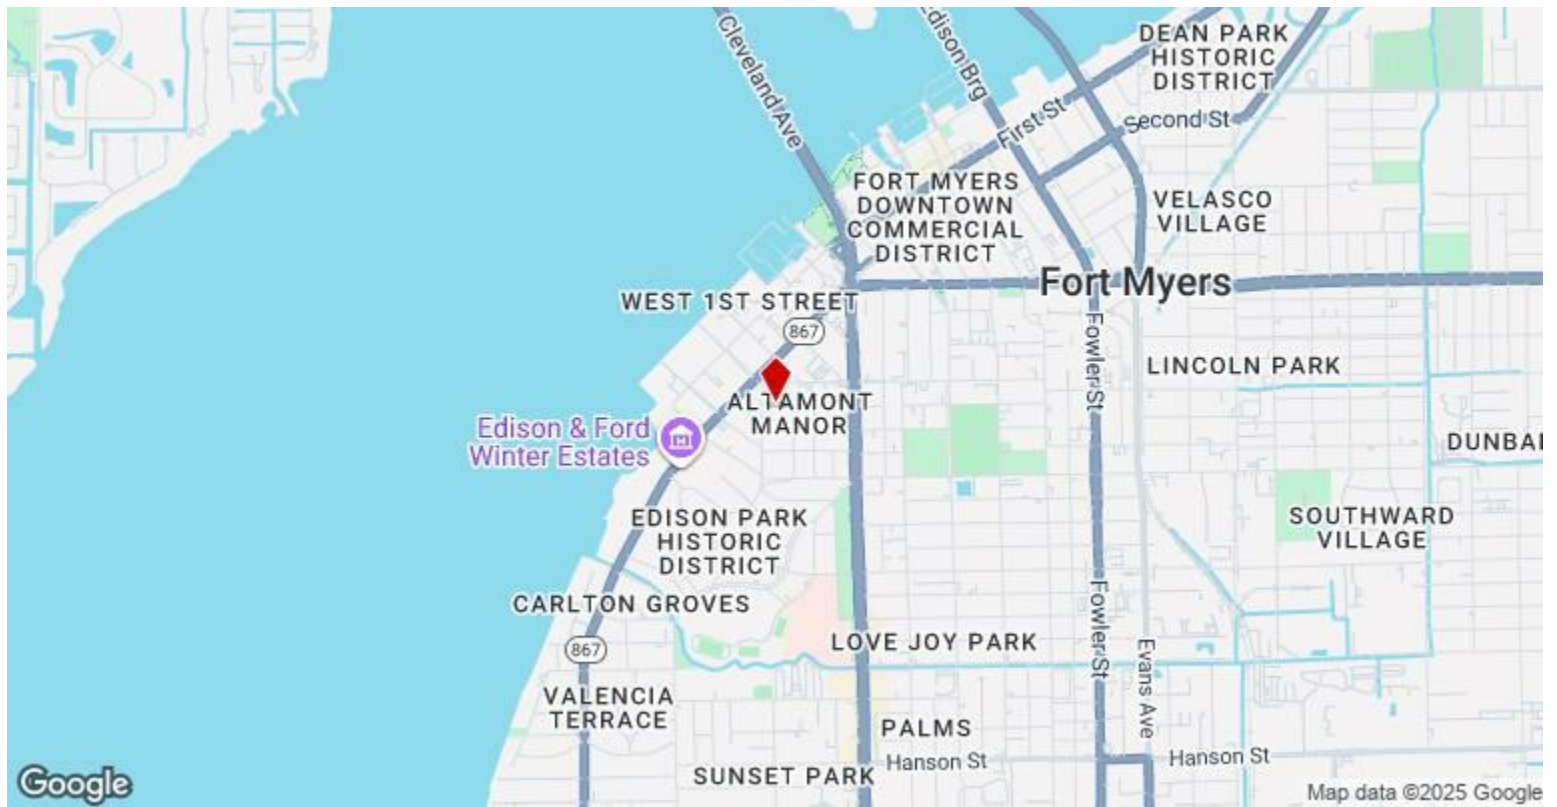 Cleveland Ave
Edison Brg
DEAN PARK
HISTORIC
DISTRICT
First St
Second St
FORT MYERS
DOWNTOWN
COMMERCIAL
DISTRICT
VELASCO
VILLAGE
Fort Myers
WEST 1ST STREET
867
Fowler St
LINCOLN PARK
ALTAMONT
MANOR
Edison & Ford
Winter Estates
DUNBA
EDISON PARK
HISTORIC
DISTRICT
SOUTHWARD
VILLAGE
CARLTON GROVES
Fowler St
LOVE JOY PARK
867
Evans Ave
VALENCIA
TERRACE
PALMS
Hanson St
Hanson St
SUNSET PARK
Google
Map data ©2025 Google